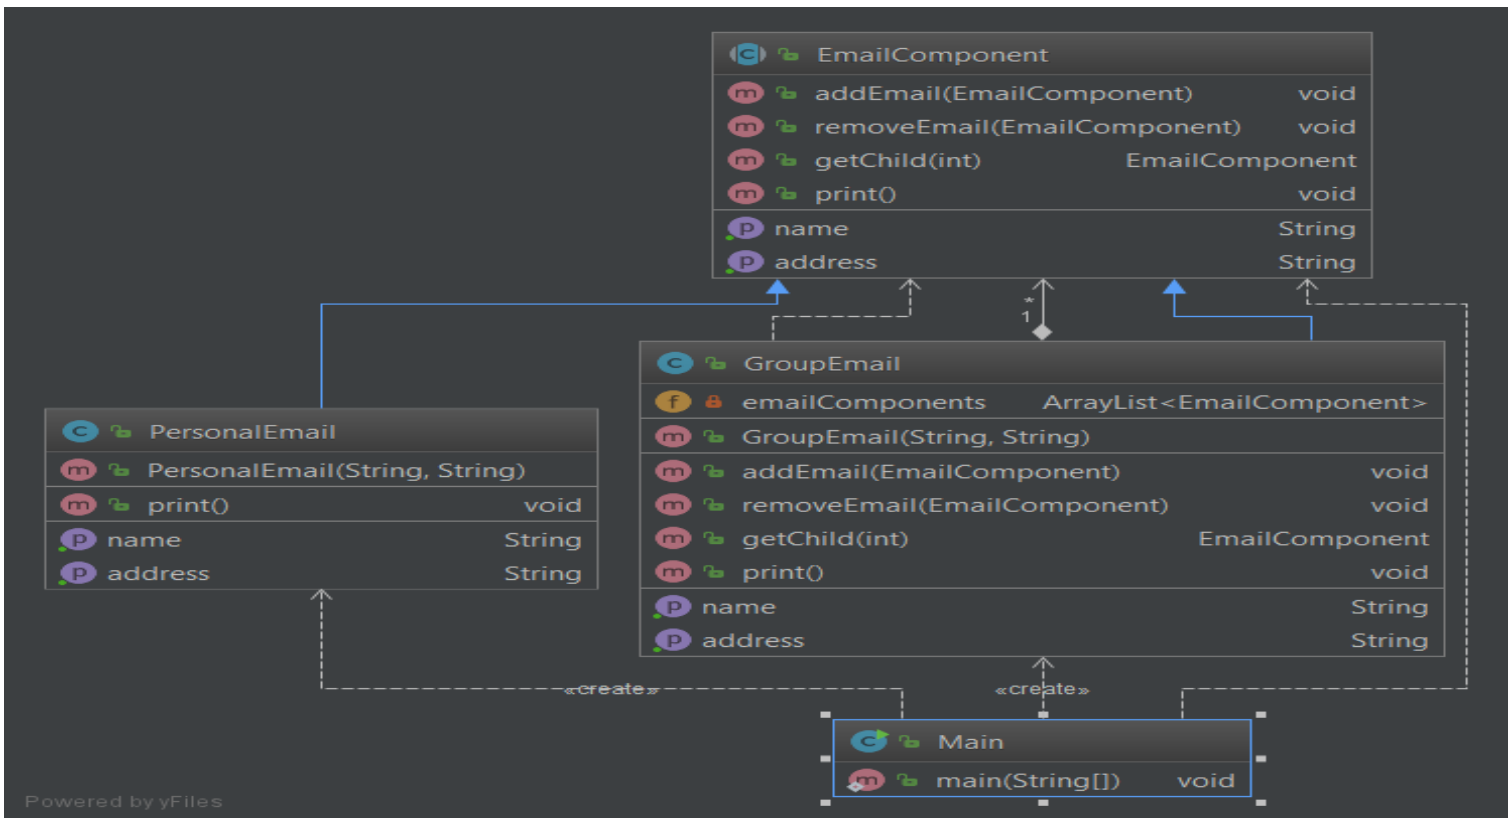 EmailComponent
addEmail(EmailComponent) void
removeEmail(EmailComponent) void
getChild(int) EmailComponent
print() void
name String
address String
*
1
GroupEmail
emailComponents ArrayList<EmailComponent>
GroupEmail(String, String)
addEmail(EmailComponent) void
removeEmail(EmailComponent) void
getChild(int) EmailComponent
print() void
name String
address String
PersonalEmail
PersonalEmail(String, String)
print() void
name String
address String
«create»
«create»
Main
main(String[]) void
Powered by yFiles